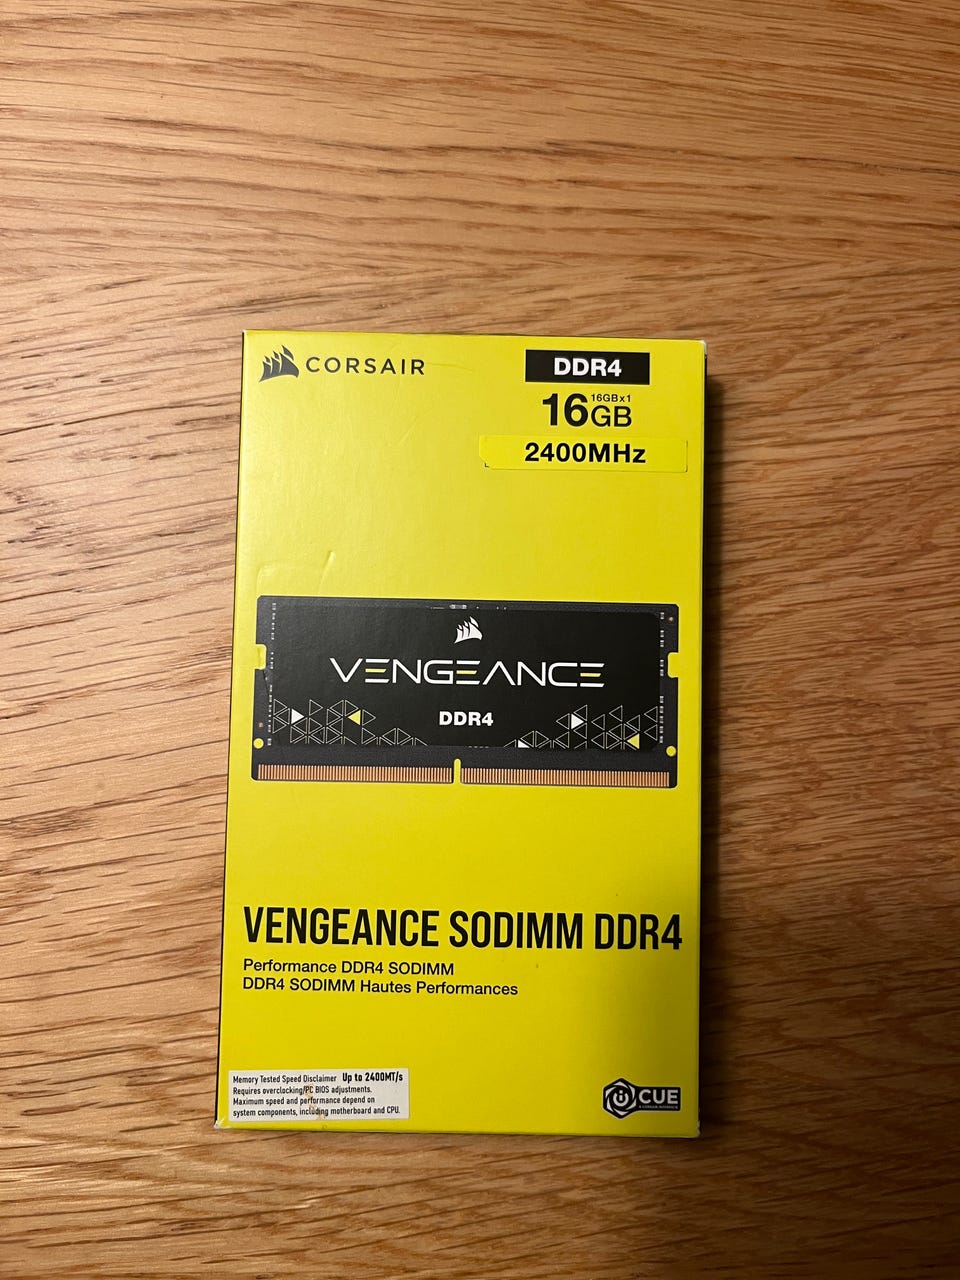 CORSAIR
DDR4
16GB 16GBx1
2400MHz
VENGEANCE
DDR4
VENGEANCE SODIMM DDR4
Performance DDR4 SODIMM
DDR4 SODIMM Hautes Performances
Memory Tested Speed Disclaimer Up to 2400MT/s
Requires overclocking/PC BIOS adjustments.
Maximum speed and performance depend on
system components, including motherboard and CPU.
iCUE